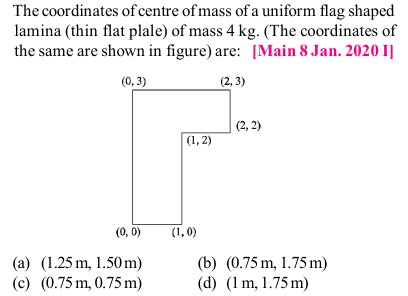 The coordinates of centre of mass of a uniform flag shaped
lamina (thin flat plale) of mass 4 kg. (The coordinates of
the same are shown in figure) are: [Main 8 Jan. 2020 I]
(0, 3) (2, 3)
(2, 2)
(1, 2)
(0, 0) (1, 0)
(a) (1.25 m, 1.50 m) (b) (0.75 m, 1.75 m)
(c) (0.75 m, 0.75 m) (d) (1 m, 1.75 m)